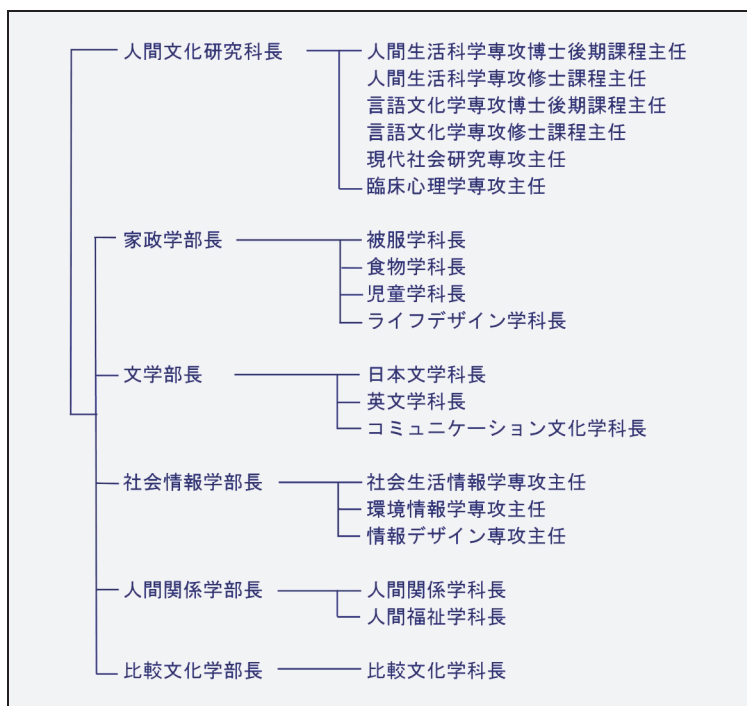 人間文化研究科長 人間生活科学専攻博士後期課程主任
人間生活科学専攻修士課程主任
言語文化学専攻博士後期課程主任
言語文化学専攻修士課程主任
現代社会研究専攻主任
臨床心理学専攻主任
家政学部長 被服学科長
食物学科長
児童学科長
ライフデザイン学科長
文学部長 日本文学科長
英文学科長
コミュニケーション文化学科長
社会情報学部長 社会生活情報学専攻主任
環境情報学専攻主任
情報デザイン専攻主任
人間関係学部長 人間関係学科長
人間福祉学科長
比較文化学部長 比較文化学科長